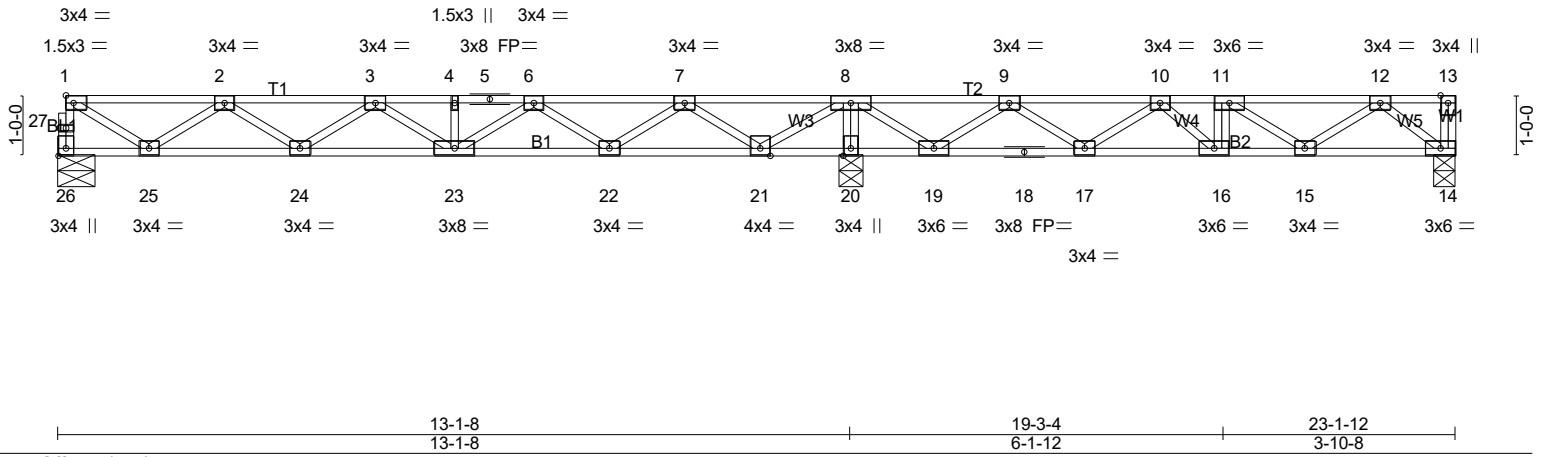 3x4 = 1.5x3 || 3x4 =
1.5x3 = 3x4 = 3x4 = 3x8 FP= 3x4 = 3x8 = 3x4 = 3x4 = 3x6 = 3x4 = 3x4 ||
1 2 3 4 5 6 7 8 9 10 11 12 13
T1 T2
1-0-0 27 W3 W4 W5 W1 1-0-0
B1 B2
26 25 24 23 22 21 20 19 18 17 16 15 14
3x4 || 3x4 = 3x4 = 3x8 = 3x4 = 4x4 = 3x4 || 3x6 = 3x8 FP= 3x6 = 3x4 = 3x6 =
3x4 =
13-1-8 19-3-4 23-1-12
13-1-8 6-1-12 3-10-8